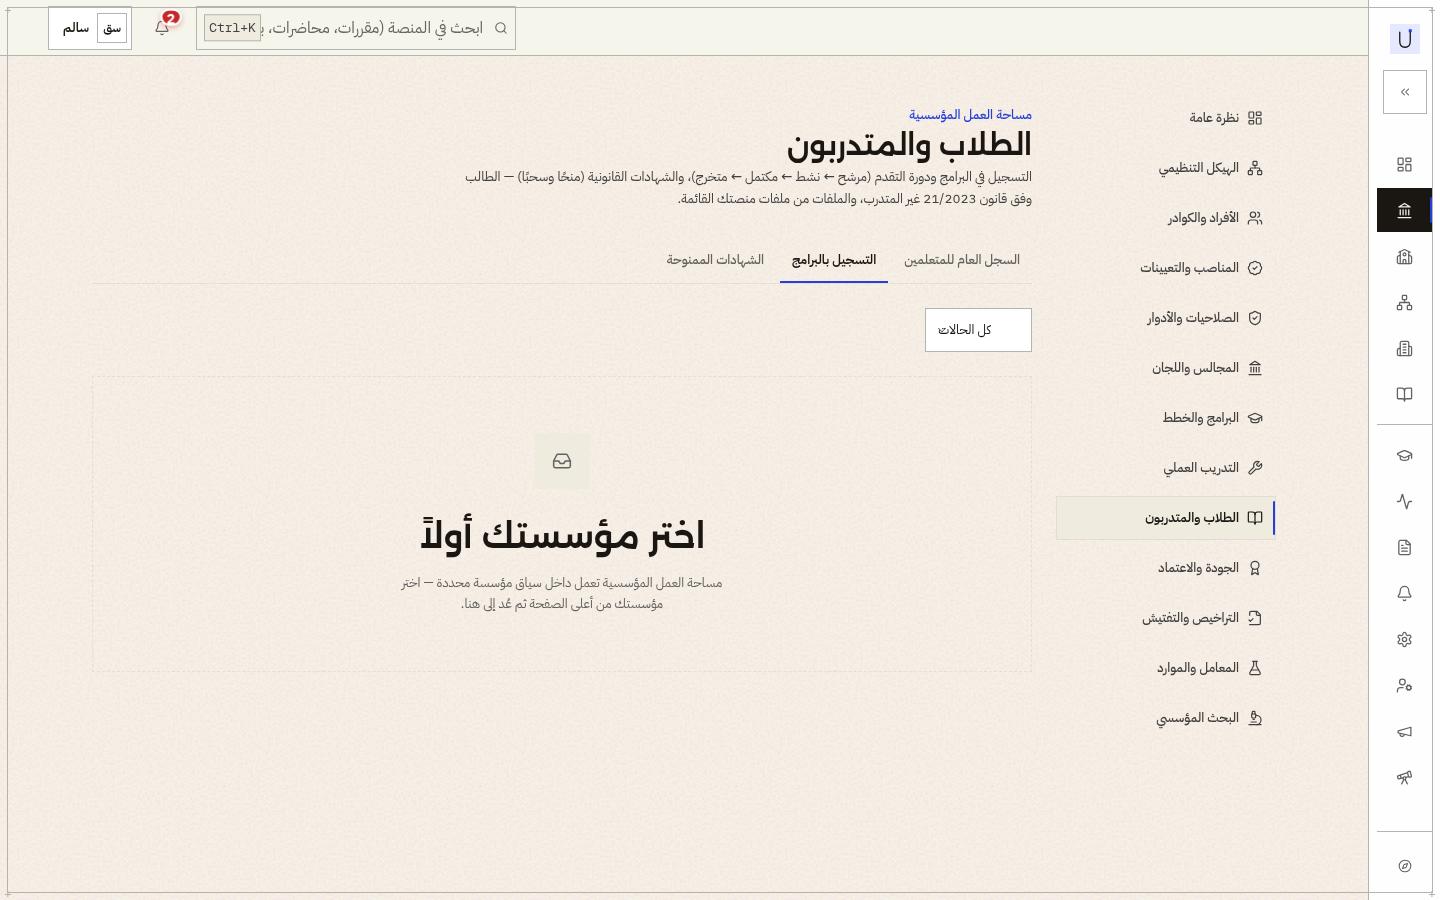 ابحث في المنصة (مقررات، محاضرات،
Ctrl+K
2
سق
سالم
نظرة عامة
الهيكل التنظيمي
الأفراد والكوادر
المناصب والتعيينات
الصلاحيات والأدوار
المجالس واللجان
البرامج والخطط
التدريب العملي
الطلاب والمتدربون
الجودة والاعتماد
التراخيص والتفتيش
المعامل والموارد
البحث المؤسسي
مساحة العمل المؤسسية
الطلاب والمتدربون
التسجيل في البرامج ودورة التقدم (مرشح ← نشط ← مكتمل ← متخرج)، والشهادات القانونية (منحًا وسحبًا) — الطالب
وفق قانون 21/2023 غير المتدرب، والملفات من ملفات منصتك القائمة.
السجل العام للمتعلمين
التسجيل بالبرامج
الشهادات الممنوحة
كل الحالات
اختر مؤسستك أولاً
مساحة العمل المؤسسية تعمل داخل سياق مؤسسة محددة — اختر
مؤسستك من أعلى الصفحة ثم عُد إلى هنا.